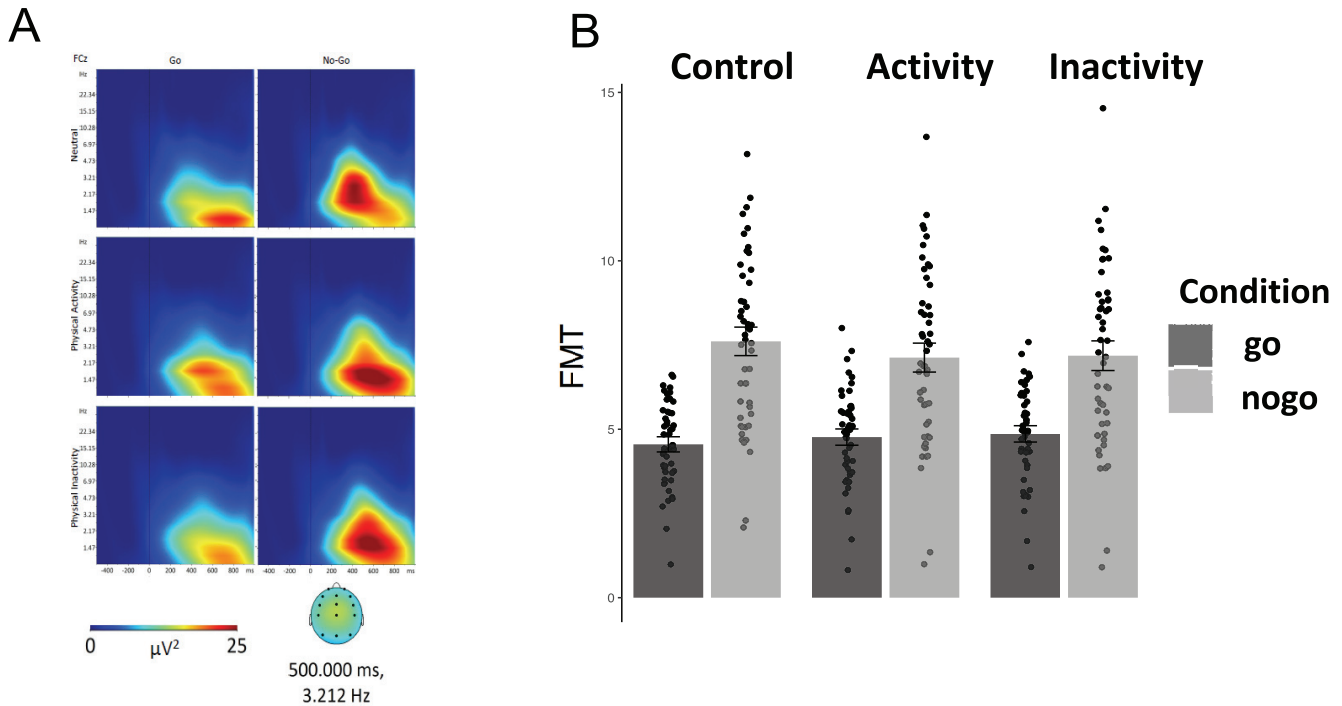 A
FCz
Go
No-Go
Hz
22.34
15.15
10.28
6.97
4.73
3.21
2.17
1.47
Neutral
Hz
22.34
15.15
10.28
6.97
4.73
3.21
2.17
1.47
Physical Activity
Hz
22.34
15.15
10.28
6.97
4.73
3.21
2.17
1.47
Physical Inactivity
-400 -200 0 200 400 600 800 ms
-400 -200 0 200 400 600 800 ms
0 µV² 25
500.000 ms,
3.212 Hz
B
Control Activity Inactivity
15
10
5
0
FMT
Condition
go
nogo